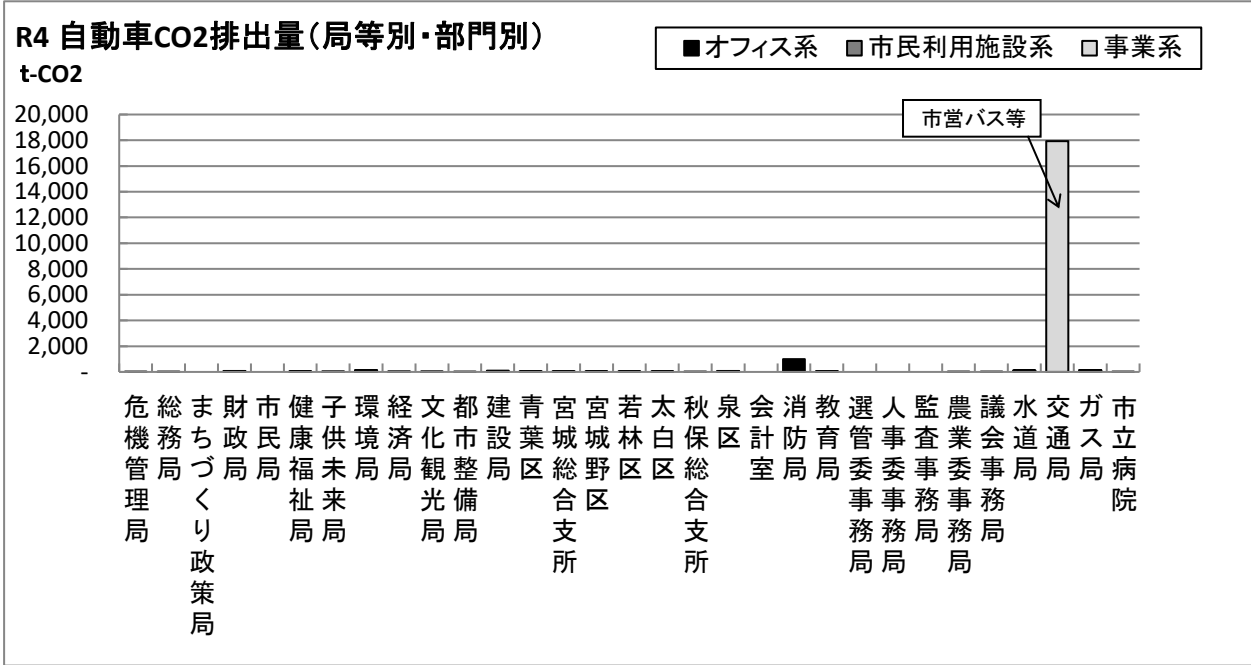 R4 自動車CO2排出量（局等別・部門別）
t-CO2
■オフィス系 ■市民利用施設系 □事業系
市営バス等
20,000
18,000
16,000
14,000
12,000
10,000
8,000
6,000
4,000
2,000
-
危機管理局
総務局
まちづくり政策局
財政局
市民局
健康福祉局
子供未来局
環境局
経済局
文化観光局
都市整備局
建設局
青葉区
宮城総合支所
宮城野区
若林区
太白区
秋保総合支所
泉区
会計室
消防局
教育局
選管委事務局
人事委事務局
監査事務局
農業委事務局
議会事務局
水道局
交通局
ガス局
市立病院